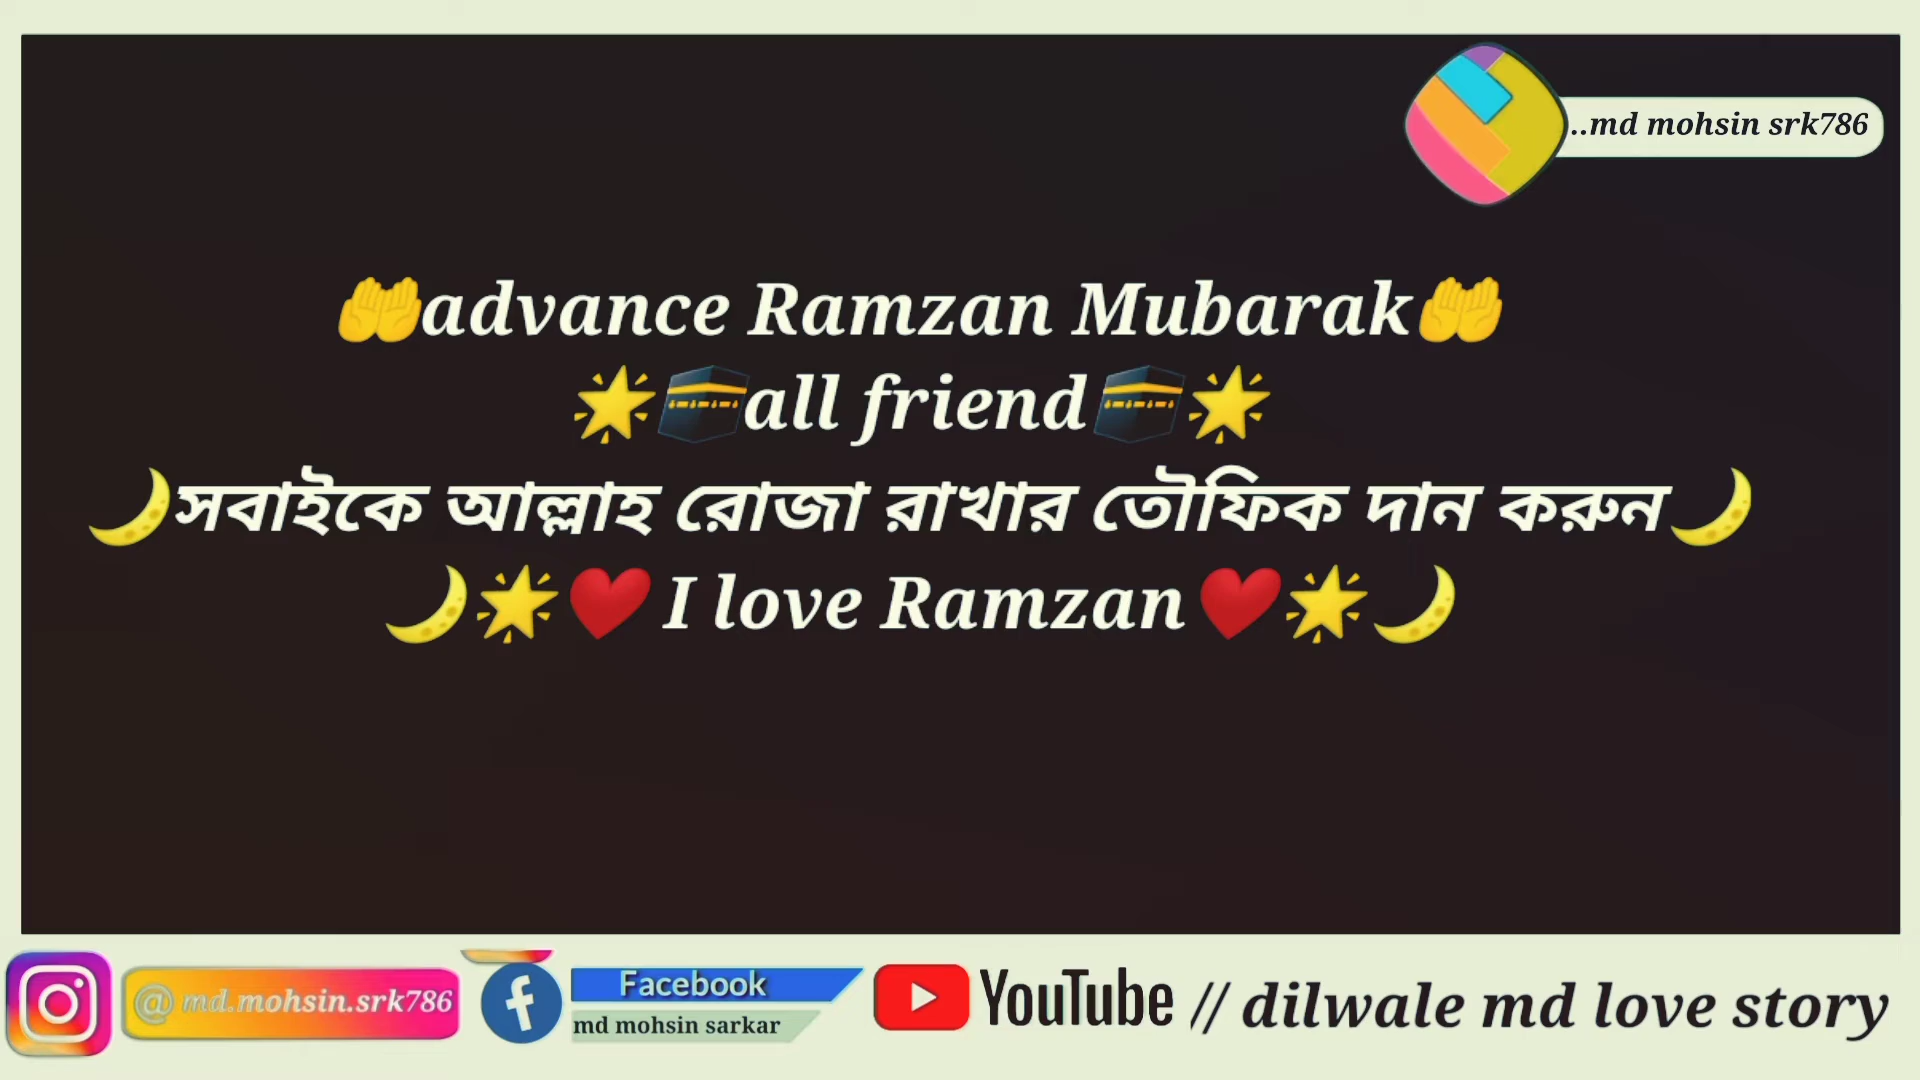 ..md mohsin srk786
🤲advance Ramzan Mubarak🤲
🌟🕋all friend🕋🌟
🌙সবাইকে আল্লাহ রোজা রাখার তৌফিক দান করুন🌙
🌙🌟❤️ I love Ramzan ❤️🌟🌙
@ md.mohsin.srk786
Facebook
md mohsin sarkar
YouTube // dilwale md love story